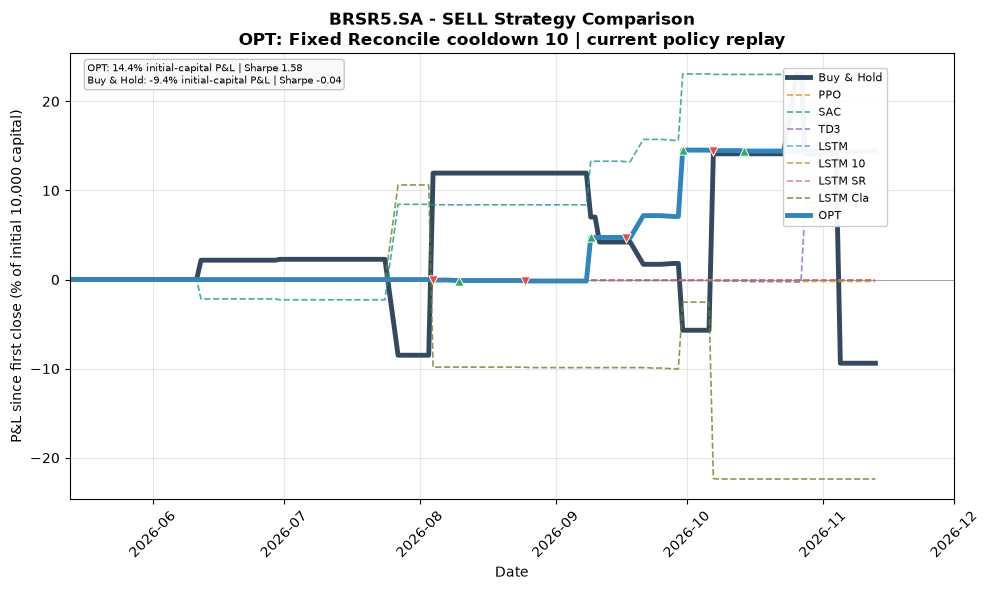 BRSR5.SA - SELL Strategy Comparison
OPT: Fixed Reconcile cooldown 10 | current policy replay
OPT: 14.4% initial-capital P&L | Sharpe 1.58
Buy & Hold: -9.4% initial-capital P&L | Sharpe -0.04
Buy & Hold
PPO
SAC
TD3
LSTM
LSTM 10
LSTM SR
LSTM Cla
OPT
P&L since first close (% of initial 10,000 capital)
20
10
0
−10
−20
2026-06
2026-07
2026-08
2026-09
2026-10
2026-11
2026-12
Date